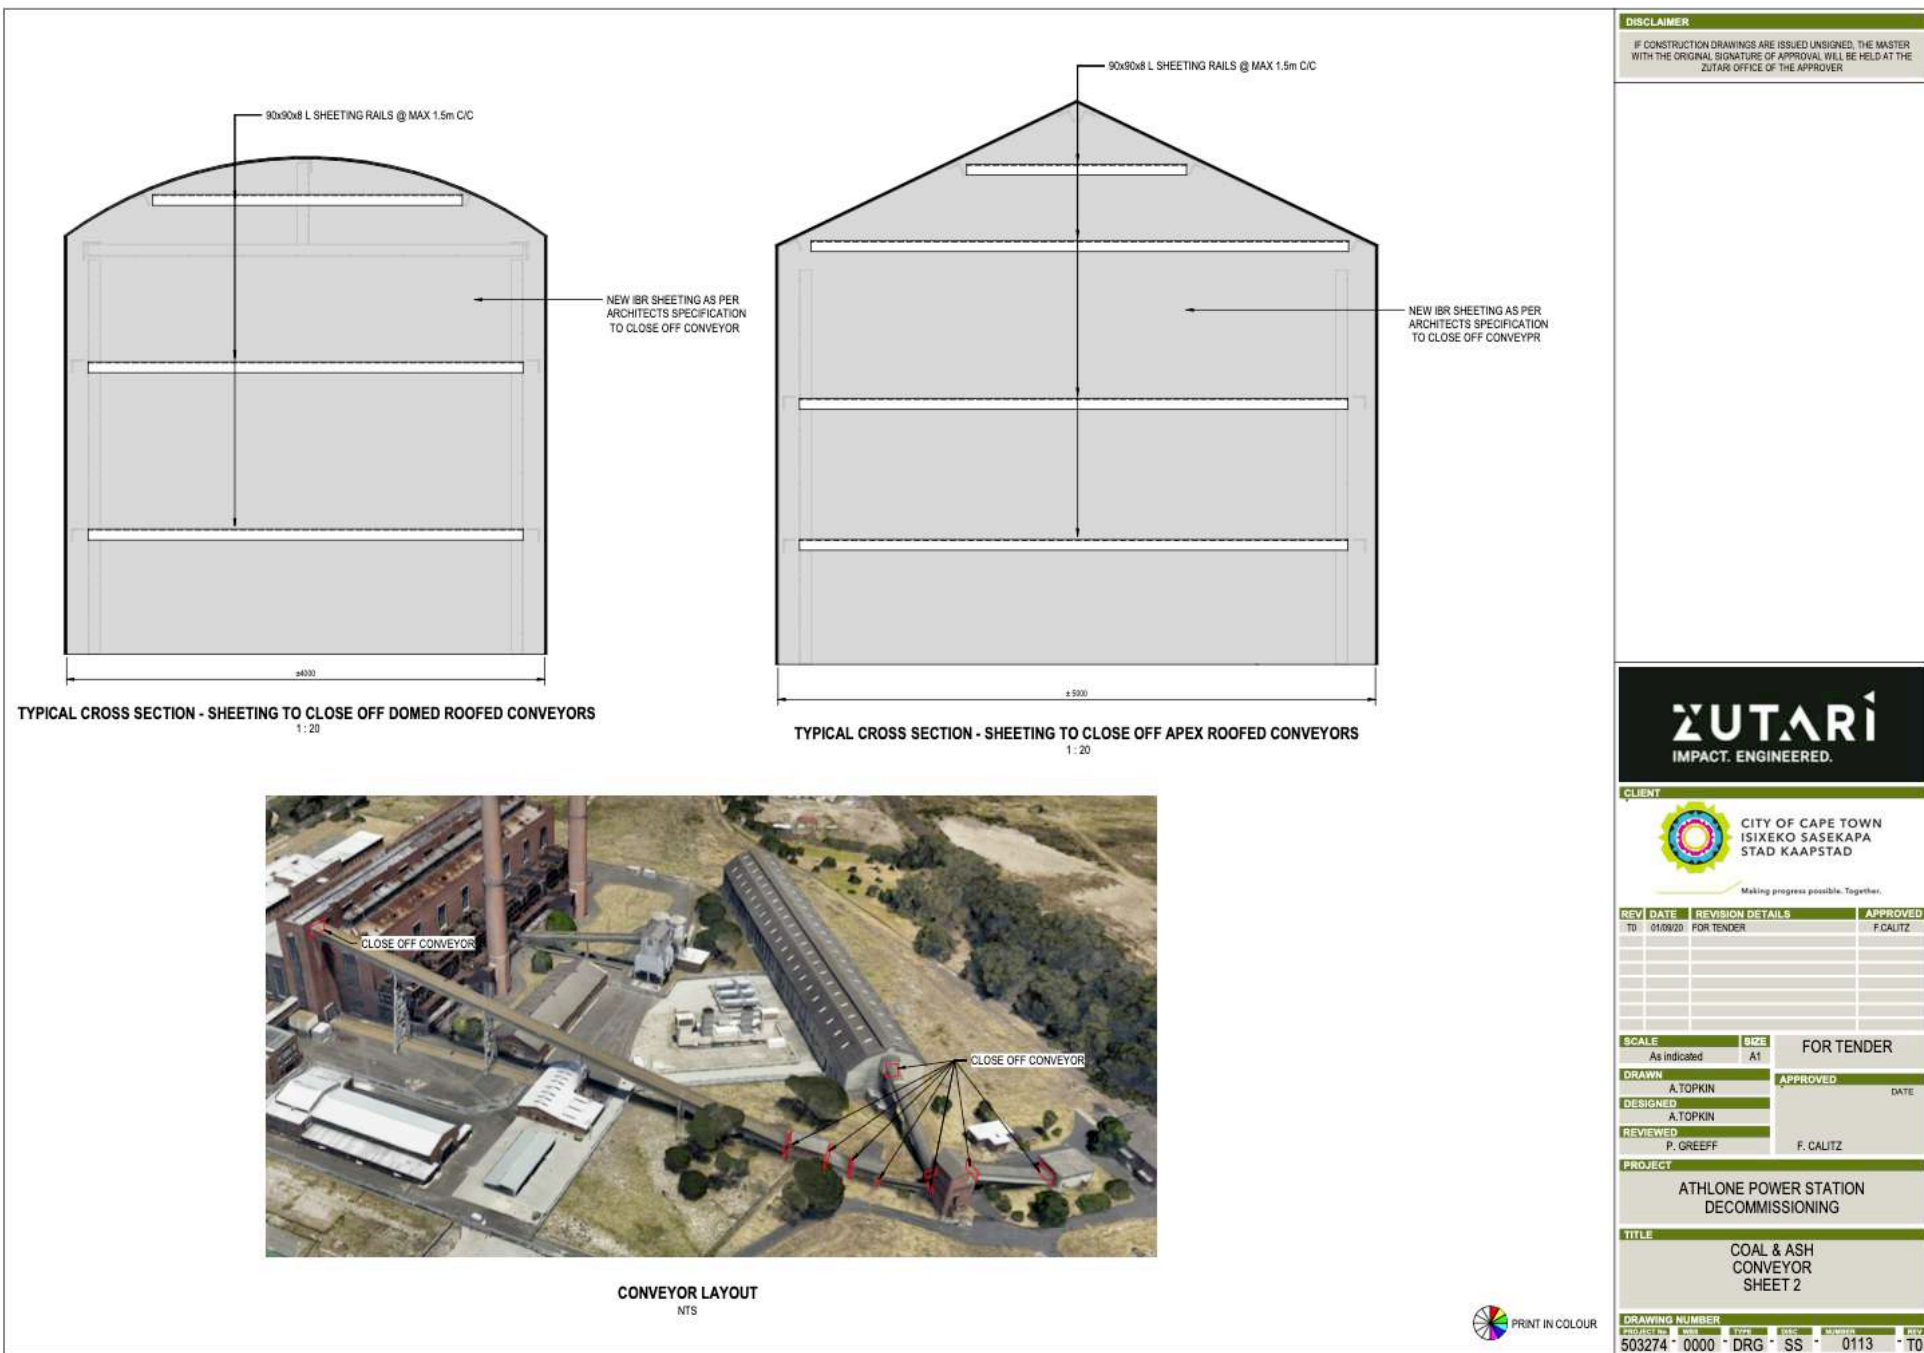 90x90x8 L SHEETING RAILS @ MAX 1.5m C/C
NEW IBR SHEETING AS PER
ARCHITECTS SPECIFICATION
TO CLOSE OFF CONVEYOR
±4000
TYPICAL CROSS SECTION - SHEETING TO CLOSE OFF DOMED ROOFED CONVEYORS
1 : 20
90x90x8 L SHEETING RAILS @ MAX 1.5m C/C
NEW IBR SHEETING AS PER
ARCHITECTS SPECIFICATION
TO CLOSE OFF CONVEYPR
± 5000
TYPICAL CROSS SECTION - SHEETING TO CLOSE OFF APEX ROOFED CONVEYORS
1 : 20
CLOSE OFF CONVEYOR
CLOSE OFF CONVEYOR
CONVEYOR LAYOUT
NTS
PRINT IN COLOUR
DISCLAIMER
IF CONSTRUCTION DRAWINGS ARE ISSUED UNSIGNED, THE MASTER
WITH THE ORIGINAL SIGNATURE OF APPROVAL WILL BE HELD AT THE
ZUTARI OFFICE OF THE APPROVER
ZUTARi
IMPACT. ENGINEERED.
CLIENT
CITY OF CAPE TOWN
ISIXEKO SASEKAPA
STAD KAAPSTAD
Making progress possible. Together.
REV DATE REVISION DETAILS APPROVED
T0 01/09/20 FOR TENDER F.CALITZ
SCALE SIZE
As indicated A1 FOR TENDER
DRAWN
A.TOPKIN
APPROVED
DATE
DESIGNED
A.TOPKIN
REVIEWED
P. GREEFF F. CALITZ
PROJECT
ATHLONE POWER STATION
DECOMMISSIONING
TITLE
COAL & ASH
CONVEYOR
SHEET 2
DRAWING NUMBER
PROJECT No WBS TYPE DISC NUMBER REV
503274 - 0000 - DRG - SS - 0113 - T0